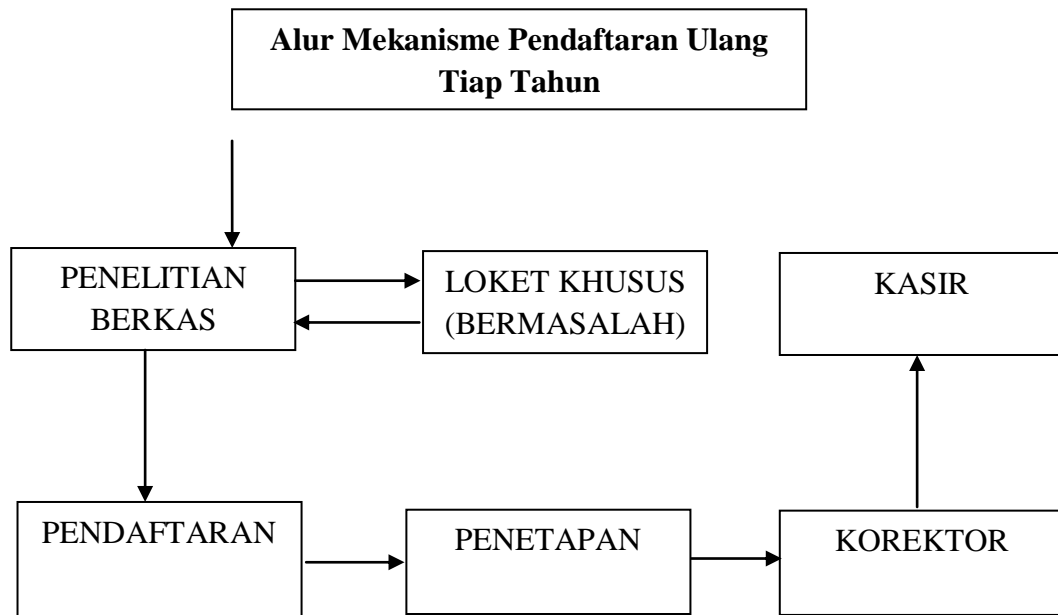 Alur Mekanisme Pendaftaran Ulang
Tiap Tahun
PENELITIAN
BERKAS
LOKET KHUSUS
(BERMASALAH)
KASIR
PENDAFTARAN
PENETAPAN
KOREKTOR